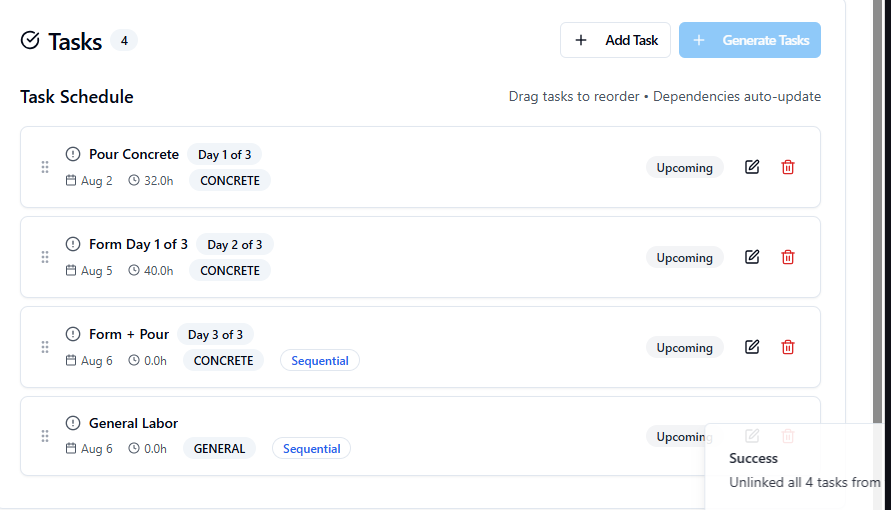 Tasks 4 Add Task Generate Tasks
Task Schedule Drag tasks to reorder • Dependencies auto-update
Pour Concrete Day 1 of 3
Aug 2 32.0h CONCRETE Upcoming
Form Day 1 of 3 Day 2 of 3
Aug 5 40.0h CONCRETE Upcoming
Form + Pour Day 3 of 3
Aug 6 0.0h CONCRETE Sequential Upcoming
General Labor
Aug 6 0.0h GENERAL Sequential Upcoming
Success
Unlinked all 4 tasks from